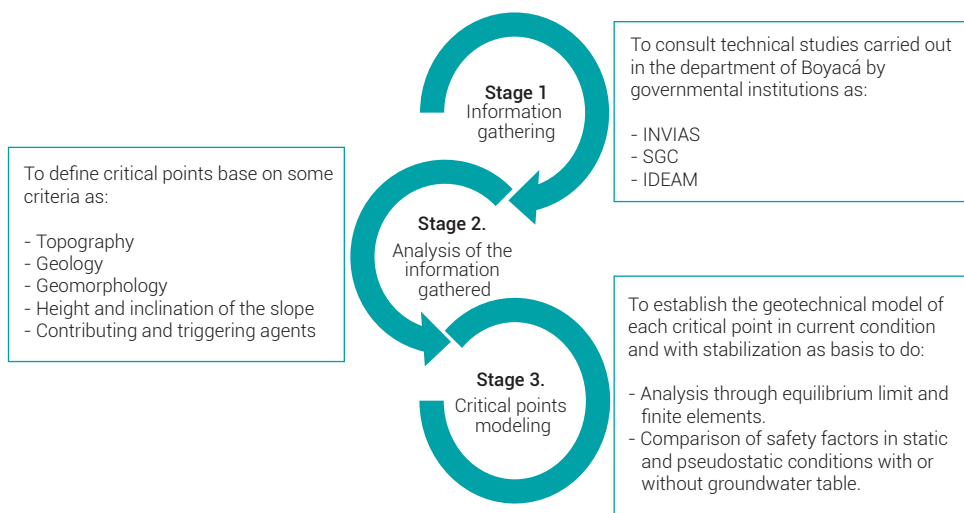 Stage 1
Information
gathering
To consult technical studies carried out
in the department of Boyacá by
governmental institutions as:
- INVIAS
- SGC
- IDEAM
Stage 2.
Analysis of the
information
gathered
To define critical points base on some
criteria as:
- Topography
- Geology
- Geomorphology
- Height and inclination of the slope
- Contributing and triggering agents
Stage 3.
Critical points
modeling
To establish the geotechnical model of
each critical point in current condition
and with stabilization as basis to do:
- Analysis through equilibrium limit and
finite elements.
- Comparison of safety factors in static
and pseudostatic conditions with or
without groundwater table.